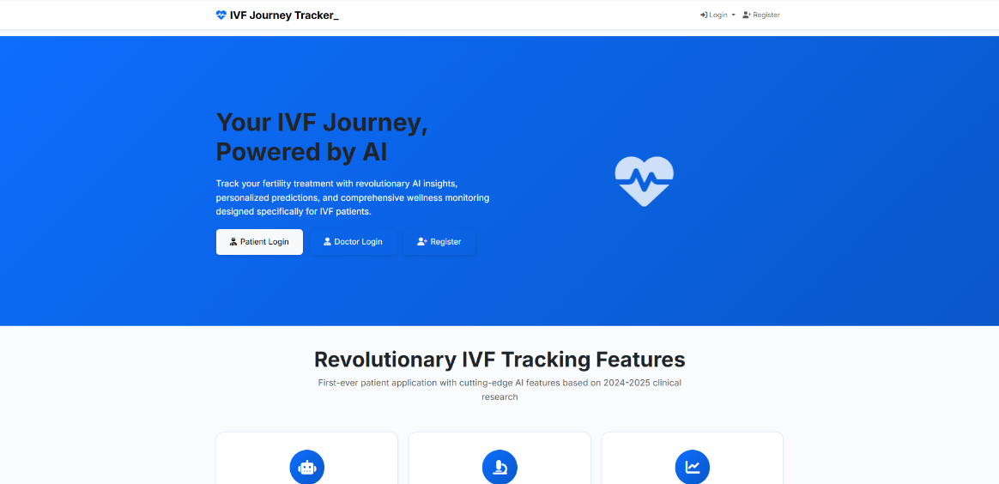 IVF Journey Tracker_
Login
Register
Your IVF Journey,
Powered by AI
Track your fertility treatment with revolutionary AI insights,
personalized predictions, and comprehensive wellness monitoring
designed specifically for IVF patients.
Patient Login
Doctor Login
Register
Revolutionary IVF Tracking Features
First-ever patient application with cutting-edge AI features based on 2024-2025 clinical
research